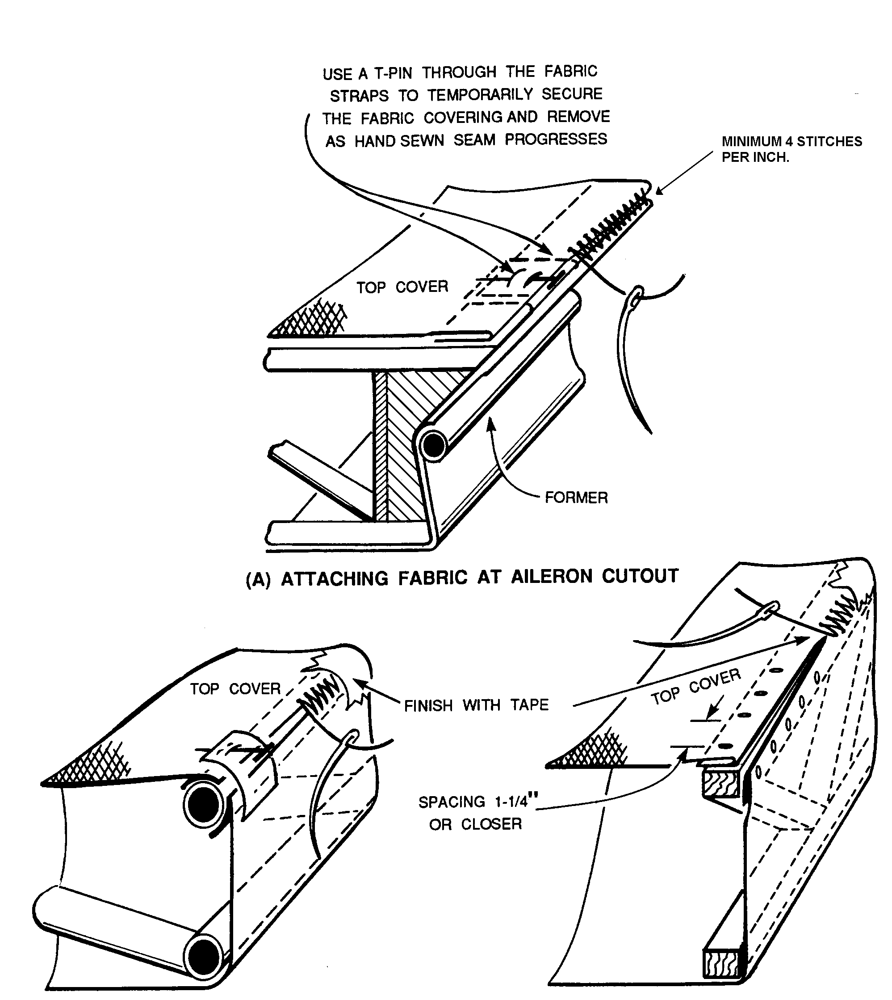 USE A T-PIN THROUGH THE FABRIC
STRAPS TO TEMPORARILY SECURE
THE FABRIC COVERING AND REMOVE
AS HAND SEWN SEAM PROGRESSES
MINIMUM 4 STITCHES
PER INCH.
TOP COVER
FORMER
(A) ATTACHING FABRIC AT AILERON CUTOUT
TOP COVER
FINISH WITH TAPE
TOP COVER
SPACING 1-1/4"
OR CLOSER